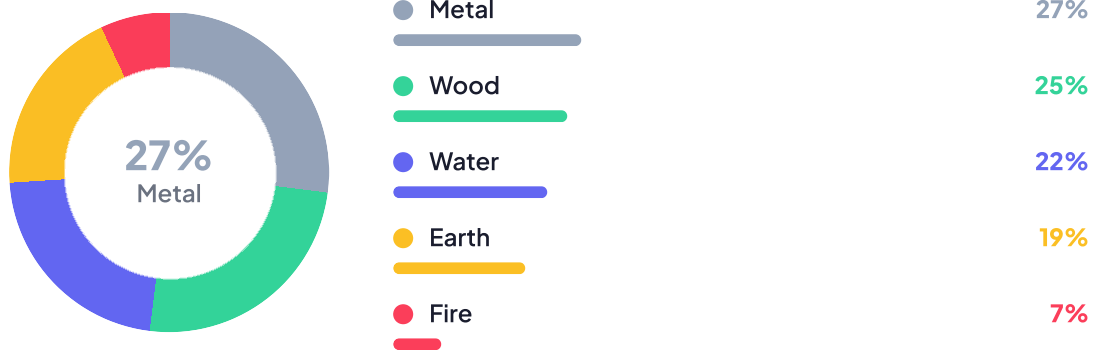 27%
Metal
Metal 27%
Wood 25%
Water 22%
Earth 19%
Fire 7%